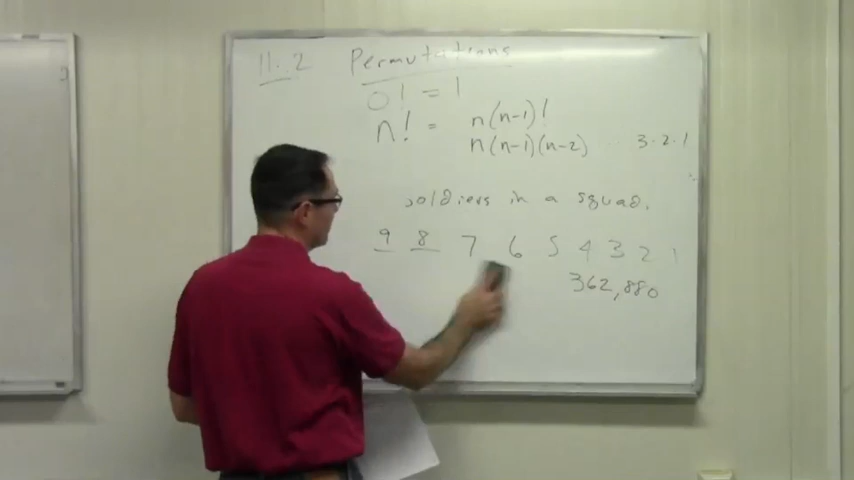 11.2 Permutations
0! = 1
n! = n(n-1)!
n(n-1)(n-2) ... 3·2·1
soldiers in a squad.
9 8 7 6 5 4 3 2 1
362,880